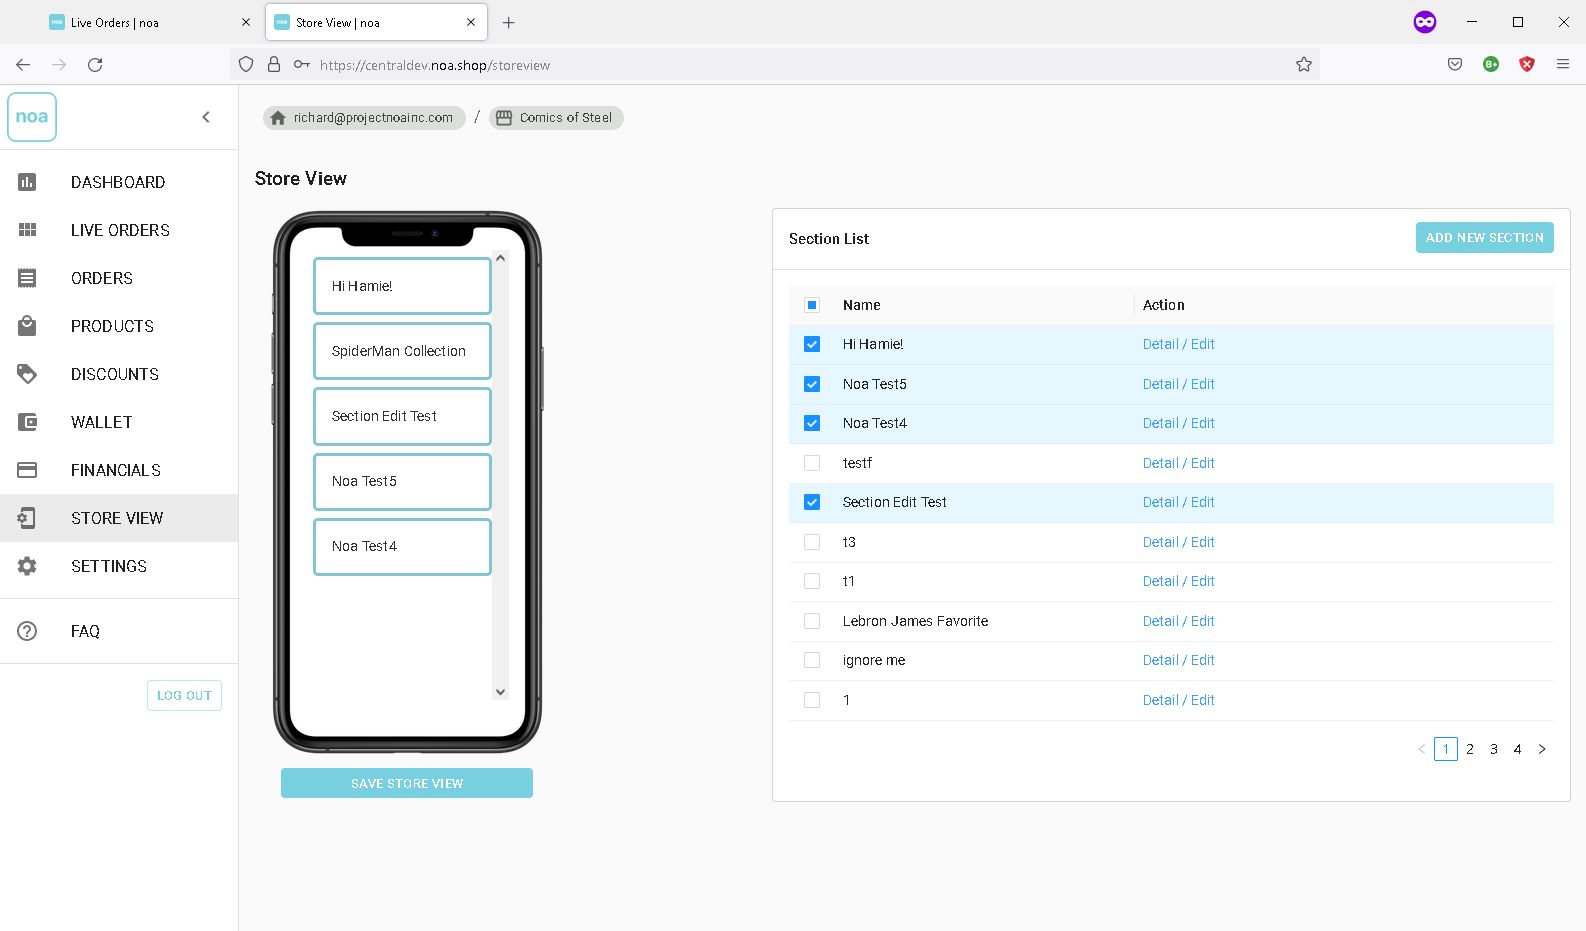 Live Orders | noa
Store View | noa
https://centraldev.noa.shop/storeview
noa
richard@projectnoainc.com / Comics of Steel
DASHBOARD
LIVE ORDERS
ORDERS
PRODUCTS
DISCOUNTS
WALLET
FINANCIALS
STORE VIEW
SETTINGS
FAQ
LOG OUT
Store View
Hi Hamie!
SpiderMan Collection
Section Edit Test
Noa Test5
Noa Test4
SAVE STORE VIEW
Section List
ADD NEW SECTION
Name Action
Hi Hamie! Detail / Edit
Noa Test5 Detail / Edit
Noa Test4 Detail / Edit
testf Detail / Edit
Section Edit Test Detail / Edit
t3 Detail / Edit
t1 Detail / Edit
Lebron James Favorite Detail / Edit
ignore me Detail / Edit
1 Detail / Edit
1 2 3 4